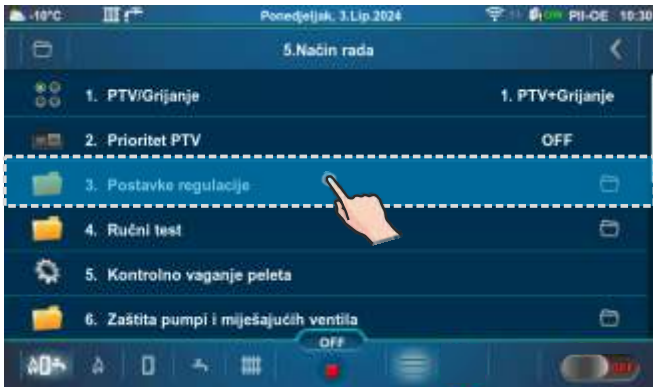 -10°C Ponedjeljak, 3.Lip.2024 PII-OE 10:30
5.Način rada
1. PTV/Grijanje 1. PTV+Grijanje
2. Prioritet PTV OFF
3. Postavke regulacije
4. Ručni test
5. Kontrolno vaganje peleta
6. Zaštita pumpi i miješajućih ventila
OFF
OFF